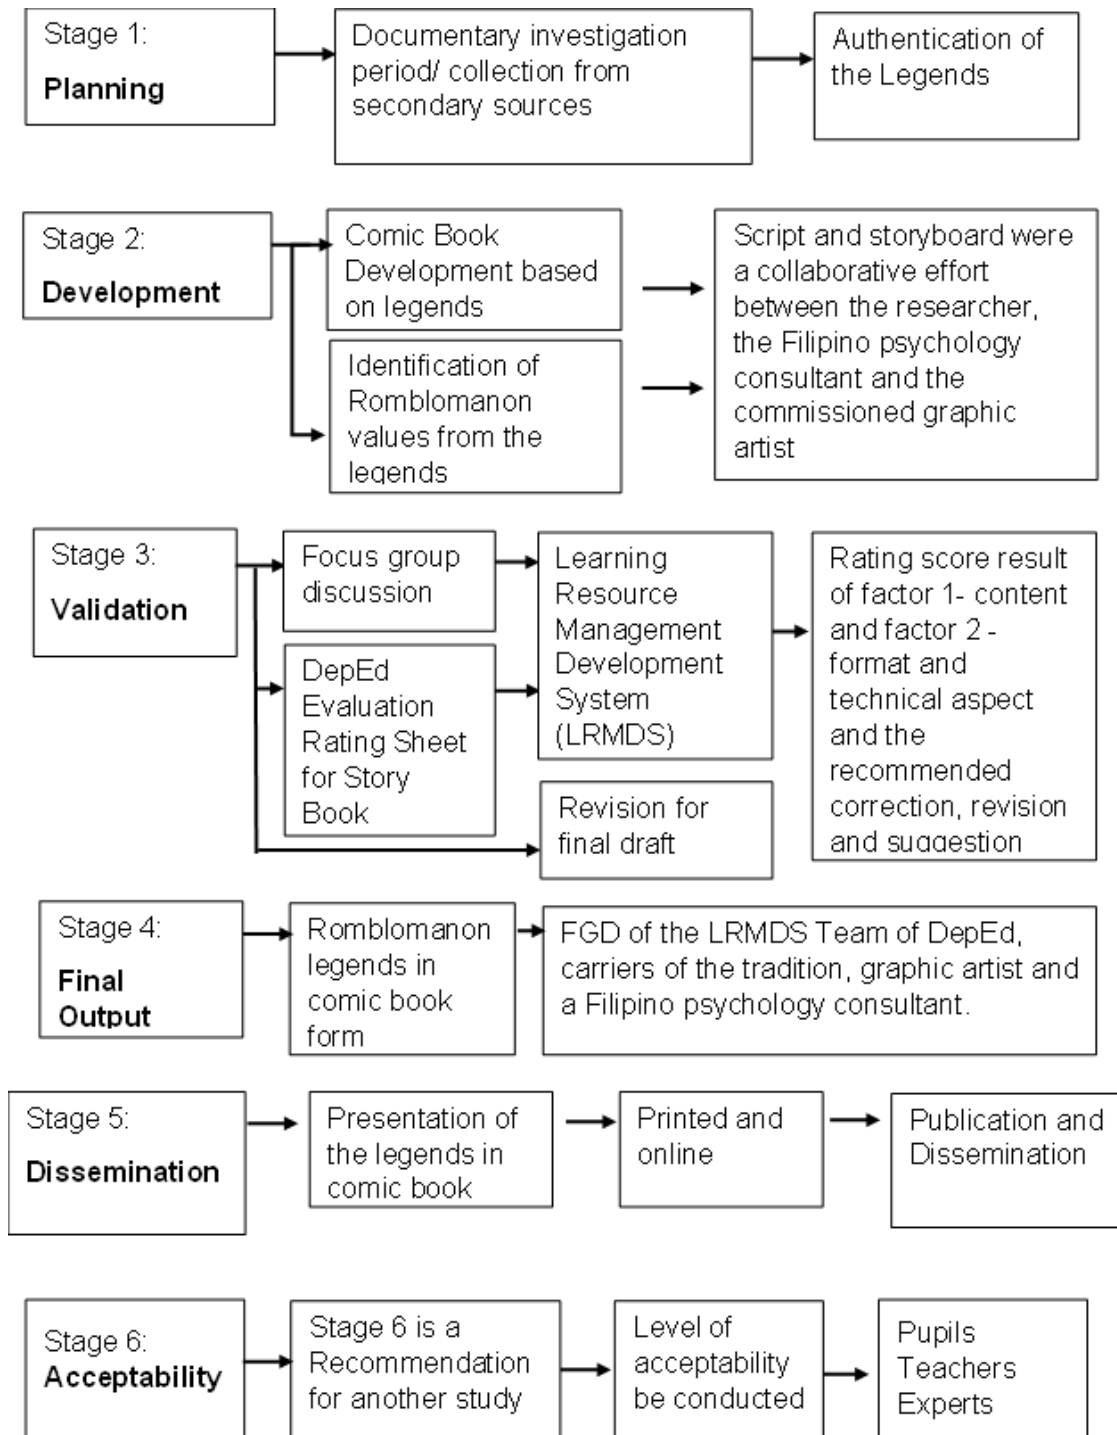 Stage 1:
Planning
Documentary investigation
period/ collection from
secondary sources
Authentication of
the Legends
Stage 2:
Development
Comic Book
Development based
on legends
Identification of
Romblomanon
values from the
legends
Script and storyboard were
a collaborative effort
between the researcher,
the Filipino psychology
consultant and the
commissioned graphic
artist
Stage 3:
Validation
Focus group
discussion
DepEd
Evaluation
Rating Sheet
for Story
Book
Learning
Resource
Management
Development
System
(LRMDS)
Revision for
final draft
Rating score result
of factor 1- content
and factor 2 -
format and
technical aspect
and the
recommended
correction, revision
and suggestion
Stage 4:
Final
Output
Romblomanon
legends in
comic book
form
FGD of the LRMDS Team of DepEd,
carriers of the tradition, graphic artist and
a Filipino psychology consultant.
Stage 5:
Dissemination
Presentation of
the legends in
comic book
Printed and
online
Publication and
Dissemination
Stage 6:
Acceptability
Stage 6 is a
Recommendation
for another study
Level of
acceptability
be conducted
Pupils
Teachers
Experts